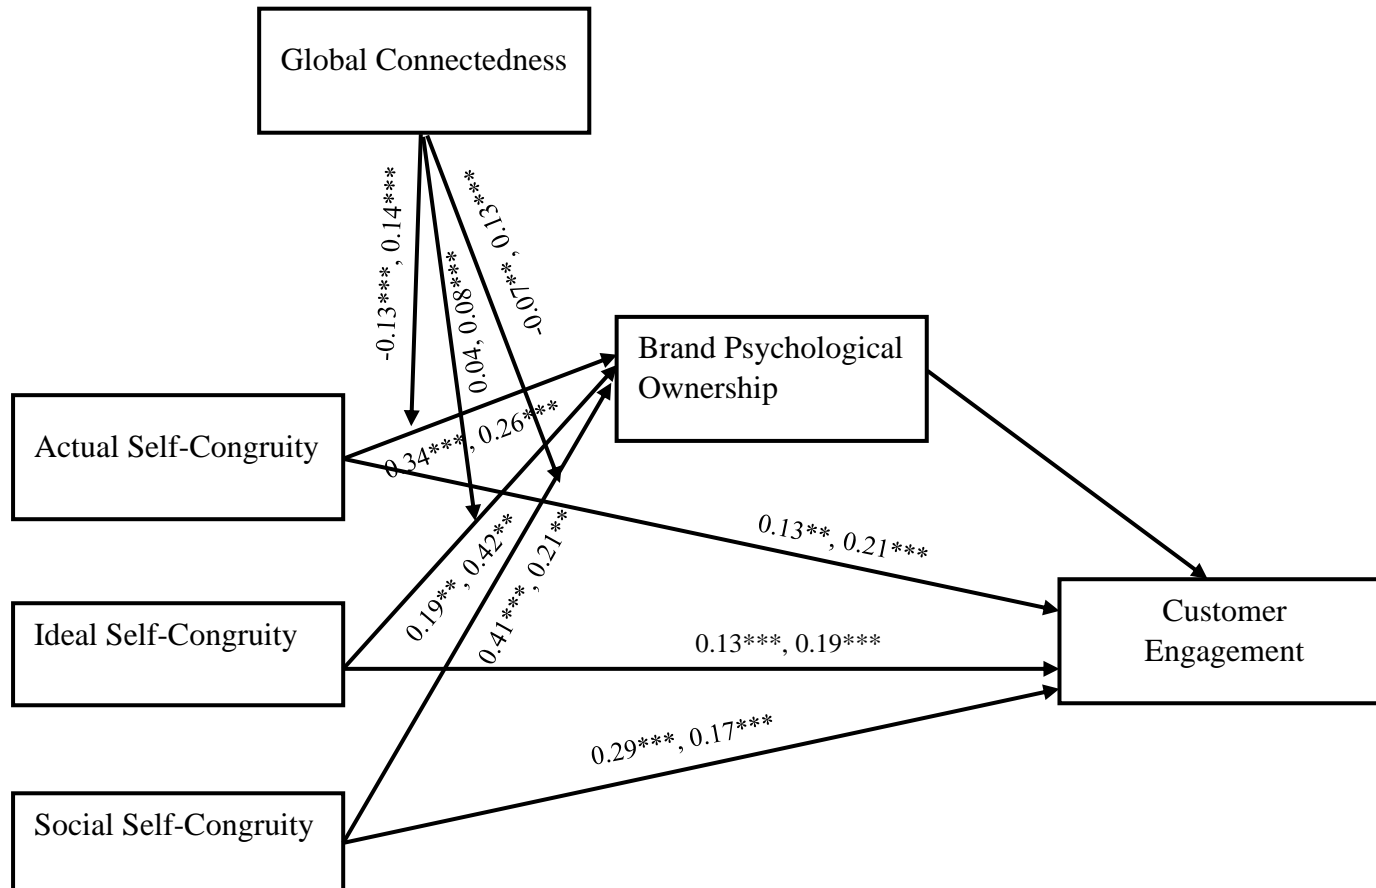 Global Connectedness
-0.13***, 0.14***
0.04, 0.08****
-0.07**, 0.13***
Brand Psychological
Ownership
Actual Self-Congruity
0.34***, 0.26***
0.13**, 0.21***
0.19**, 0.42**
0.41***, 0.21**
Ideal Self-Congruity
0.13***, 0.19***
Customer
Engagement
0.29***, 0.17***
Social Self-Congruity